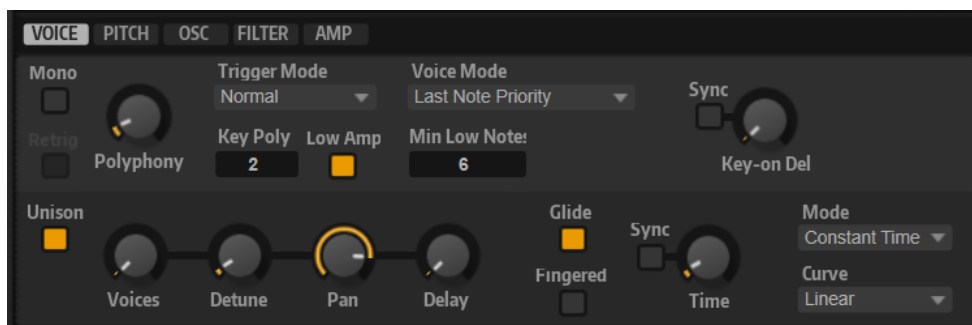 VOICE PITCH OSC FILTER AMP
Mono Trigger Mode Voice Mode
Normal Last Note Priority Sync
Retrig Key Poly Low Amp Min Low Notes
Polyphony 2 6 Key-on Del
Unison Glide Mode
Sync Constant Time
Fingered Curve
Voices Detune Pan Delay Time Linear